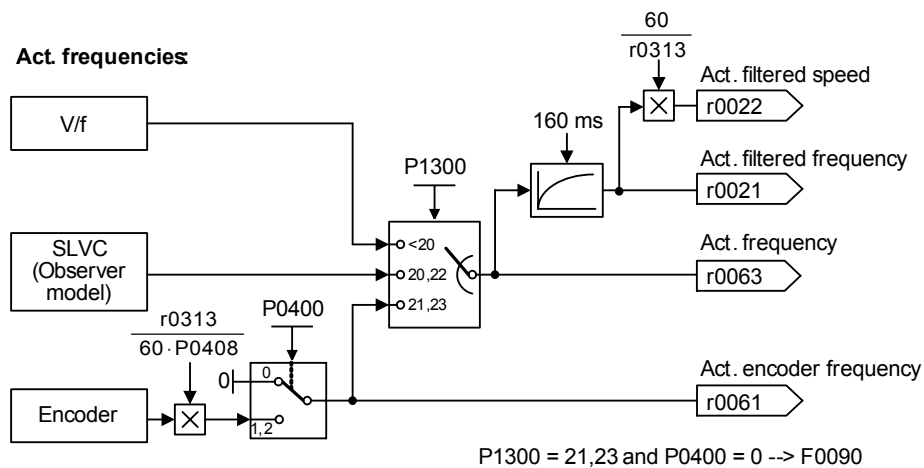 Act. frequencies:
60
r0313
Act. filtered speed
r0022
V/f
160 ms
Act. filtered frequency
r0021
P1300
<20
20,22
21,23
SLVC
(Observer
model)
Act. frequency
r0063
r0313
60·P0408
P0400
0
0
1,2
Encoder
Act. encoder frequency
r0061
P1300 = 21,23 and P0400 = 0 --> F0090